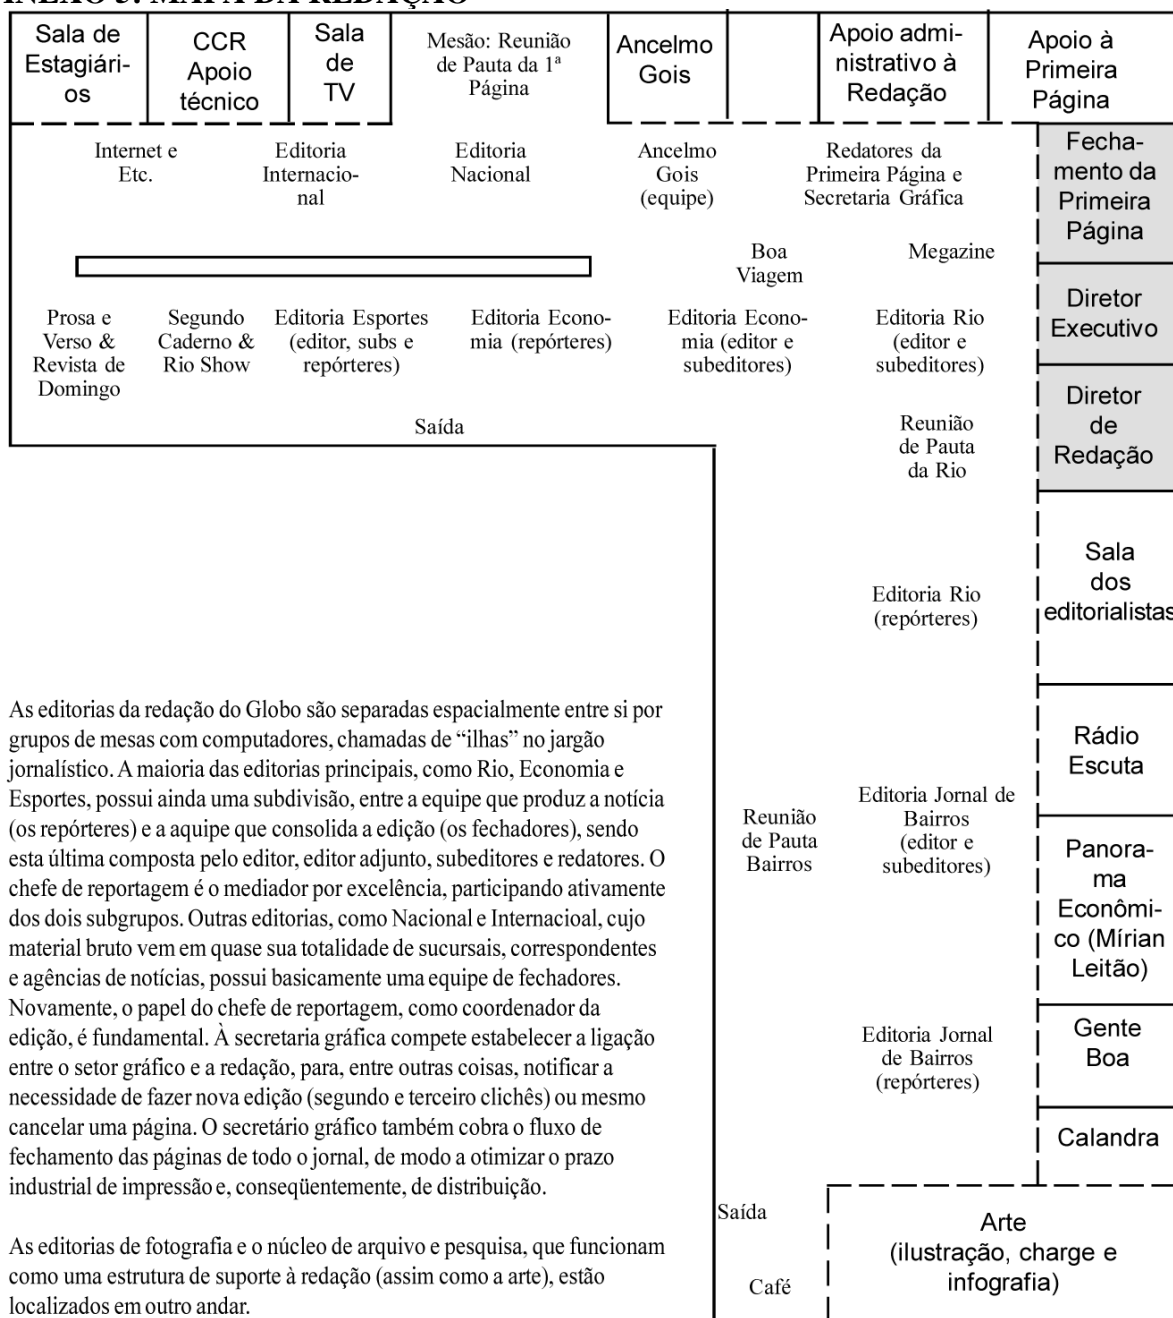 ANEXO 3: MAPA DA REDAÇÃO
Sala de
Estagiári-
os
CCR
Apoio
técnico
Sala
de
TV
Mesão: Reunião
de Pauta da 1ª
Página
Ancelmo
Gois
Apoio admi-
nistrativo à
Redação
Apoio à
Primeira
Página
Internet e
Etc.
Editoria
Internacio-
nal
Editoria
Nacional
Ancelmo
Gois
(equipe)
Redatores da
Primeira Página e
Secretaria Gráfica
Fecha-
mento da
Primeira
Página
Boa
Viagem
Megazine
Diretor
Executivo
Prosa e
Verso &
Revista de
Domingo
Segundo
Caderno &
Rio Show
Editoria Esportes
(editor, subs e
repórteres)
Editoria Econo-
mia (repórteres)
Editoria Econo-
mia (editor e
subeditores)
Editoria Rio
(editor e
subeditores)
Diretor
de
Redação
Saída
Reunião
de Pauta
da Rio
Sala
dos
editorialistas
Editoria Rio
(repórteres)
Rádio
Escuta
Reunião
de Pauta
Bairros
Editoria Jornal de
Bairros
(editor e
subeditores)
Panora-
ma
Econômi-
co (Mírian
Leitão)
Editoria Jornal
de Bairros
(repórteres)
Gente
Boa
Calandra
Saída
Café
Arte
(ilustração, charge e
infografia)
As editorias da redação do Globo são separadas espacialmente entre si por
grupos de mesas com computadores, chamadas de “ilhas” no jargão
jornalístico. A maioria das editorias principais, como Rio, Economia e
Esportes, possui ainda uma subdivisão, entre a equipe que produz a notícia
(os repórteres) e a aquipe que consolida a edição (os fechadores), sendo
esta última composta pelo editor, editor adjunto, subeditores e redatores. O
chefe de reportagem é o mediador por excelência, participando ativamente
dos dois subgrupos. Outras editorias, como Nacional e Internacioal, cujo
material bruto vem em quase sua totalidade de sucursais, correspondentes
e agências de notícias, possui basicamente uma equipe de fechadores.
Novamente, o papel do chefe de reportagem, como coordenador da
edição, é fundamental. À secretaria gráfica compete estabelecer a ligação
entre o setor gráfico e a redação, para, entre outras coisas, notificar a
necessidade de fazer nova edição (segundo e terceiro clichês) ou mesmo
cancelar uma página. O secretário gráfico também cobra o fluxo de
fechamento das páginas de todo o jornal, de modo a otimizar o prazo
industrial de impressão e, conseqüentemente, de distribuição.
As editorias de fotografia e o núcleo de arquivo e pesquisa, que funcionam
como uma estrutura de suporte à redação (assim como a arte), estão
localizados em outro andar.